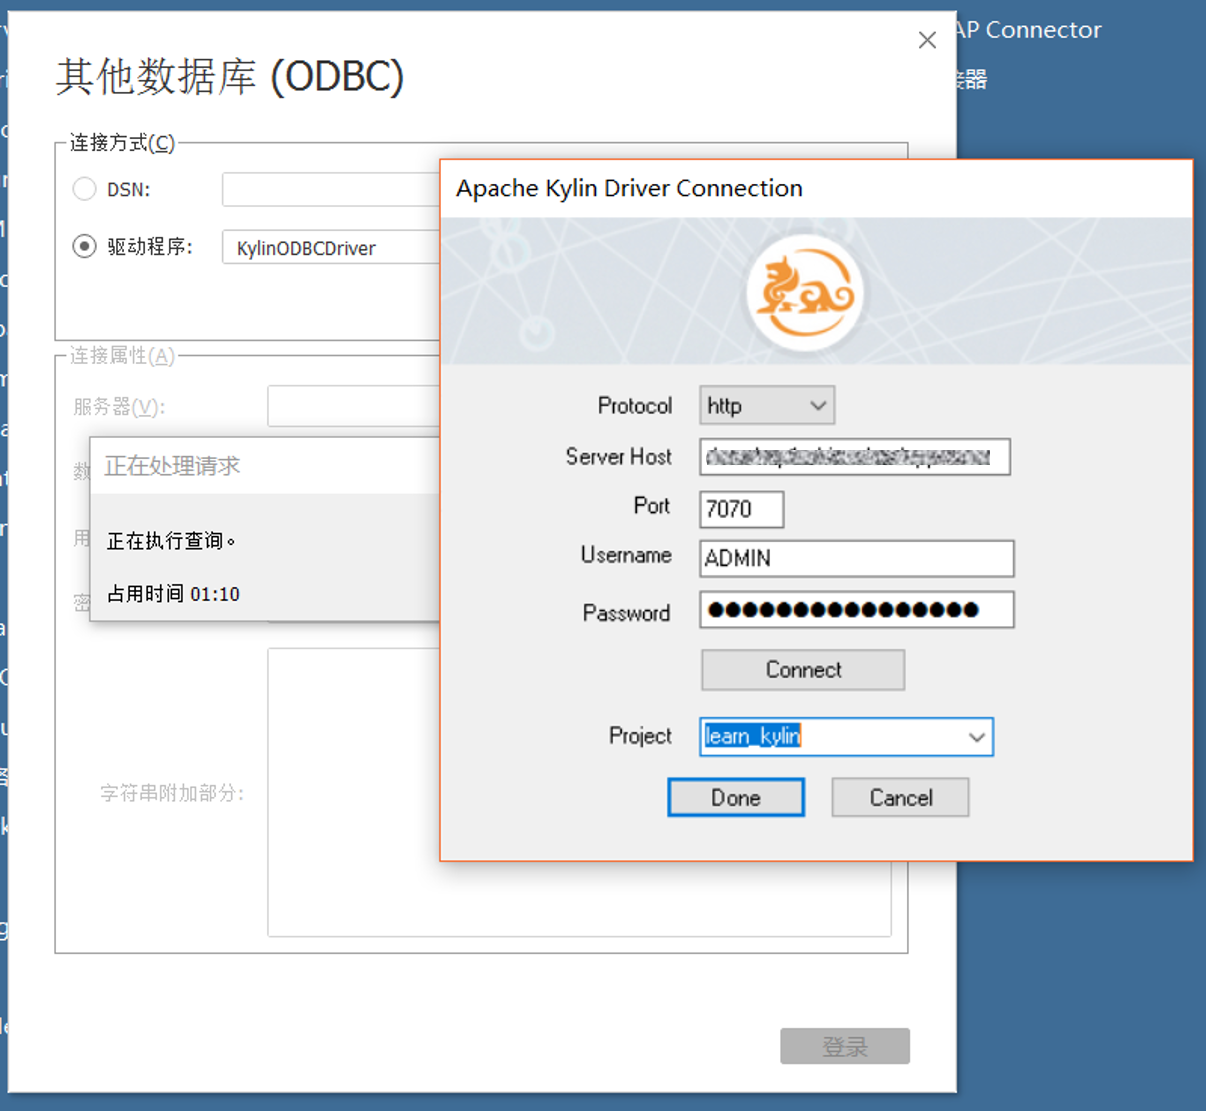 AP Connector
接器
其他数据库 (ODBC)
连接方式(C)
DSN:
驱动程序:
KylinODBCDriver
连接属性(A)
服务器(V):
数
用
密
正在处理请求
正在执行查询。
占用时间 01:10
字符串附加部分:
登录
Apache Kylin Driver Connection
Protocol
http
Server Host
Port
7070
Username
ADMIN
Password
Connect
Project
learn_kylin
Done
Cancel